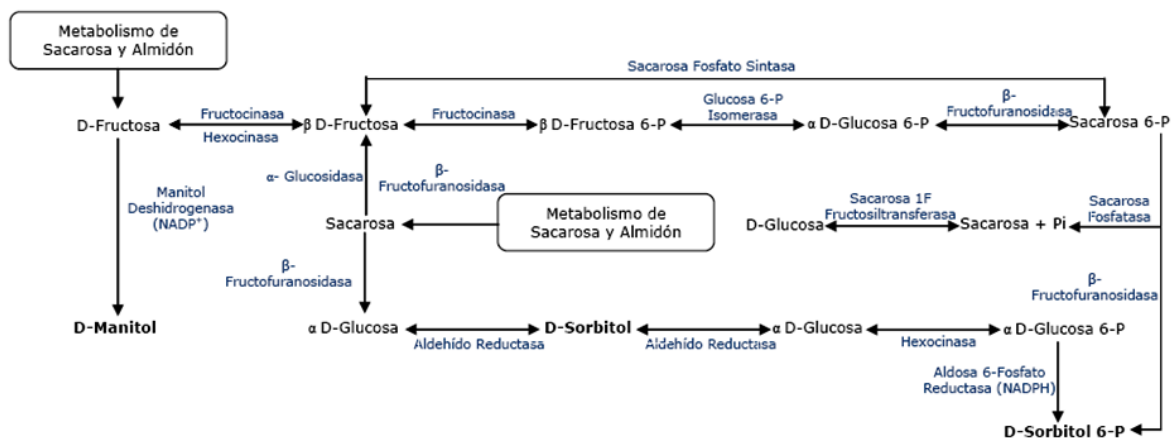 Metabolismo de
Sacarosa y Almidón
Sacarosa Fosfato Sintasa
D-Fructosa
Fructocinasa
Hexocinasa
β D-Fructosa
Fructocinasa
β D-Fructosa 6-P
Glucosa 6-P
Isomerasa
α D-Glucosa 6-P
β-
Fructofuranosidasa
Sacarosa 6-P
Manitol
Deshidrogenasa
(NADP⁺)
α- Glucosidasa
β-
Fructofuranosidasa
Sacarosa
Metabolismo de
Sacarosa y Almidón
D-Glucosa
Sacarosa 1F
Fructosiltransferasa
Sacarosa + Pi
Sacarosa
Fosfatasa
β-
Fructofuranosidasa
β-
Fructofuranosidasa
D-Manitol
α D-Glucosa
Aldehído Reductasa
D-Sorbitol
Aldehído Reductasa
α D-Glucosa
Hexocinasa
α D-Glucosa 6-P
Aldosa 6-Fosfato
Reductasa (NADPH)
D-Sorbitol 6-P